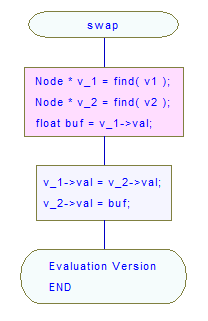 swap
Node * v_1 = find( v1 );
Node * v_2 = find( v2 );
float buf = v_1->val;
v_1->val = v_2->val;
v_2->val = buf;
Evaluation Version
END